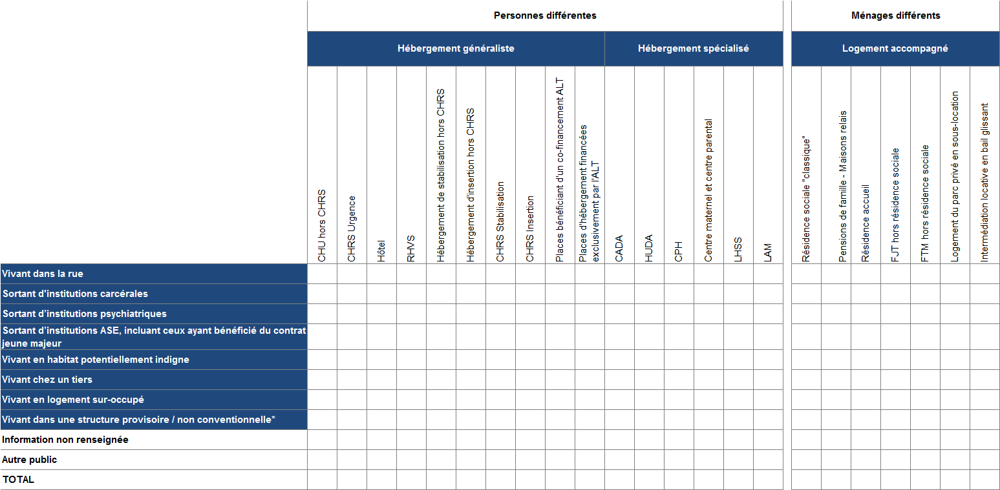 Personnes différentes
Ménages différents
Hébergement généraliste
Hébergement spécialisé
Logement accompagné
CHU hors CHRS
CHRS Urgence
Hôtel
RHVS
Hébergement de stabilisation hors CHRS
Hébergement d'insertion hors CHRS
CHRS Stabilisation
CHRS Insertion
Places bénéficiant d'un co-financement ALT
Places d'hébergement financées
exclusivement par l'ALT
CADA
HUDA
CPH
Centre maternel et centre parental
LHSS
LAM
Résidence sociale "classique"
Pensions de famille - Maisons relais
Résidence accueil
FJT hors résidence sociale
FTM hors résidence sociale
Logement du parc privé en sous-location
Intermédiation locative en bail glissant
Vivant dans la rue
Sortant d'institutions carcérales
Sortant d’institutions psychiatriques
Sortant d’institutions ASE, incluant ceux ayant bénéficié du contrat
jeune majeur
Vivant en habitat potentiellement indigne
Vivant chez un tiers
Vivant en logement sur-occupé
Vivant dans une structure provisoire / non conventionnelle*
Information non renseignée
Autre public
TOTAL